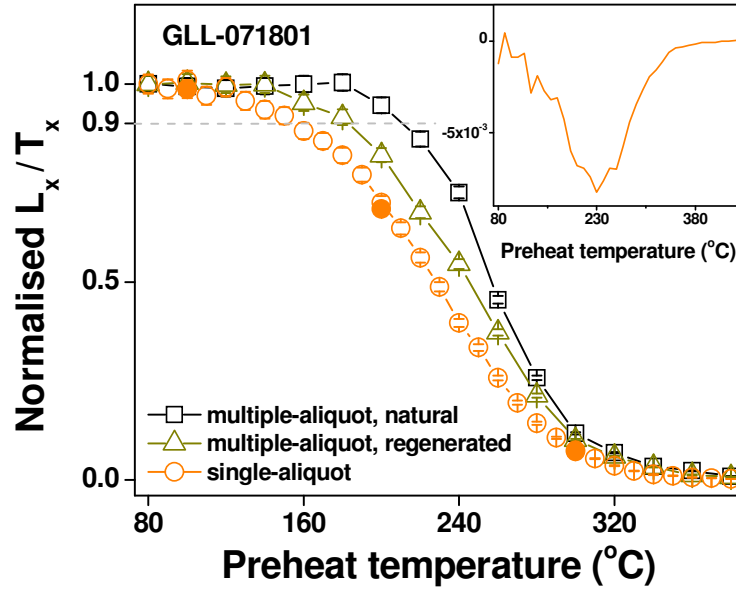 GLL-071801
Normalised Lₓ / Tₓ
1.0
0.9
0.5
0.0
multiple-aliquot, natural
multiple-aliquot, regenerated
single-aliquot
80 160 240 320
Preheat temperature (°C)
0
-5x10⁻³
80 230 380
Preheat temperature (°C)